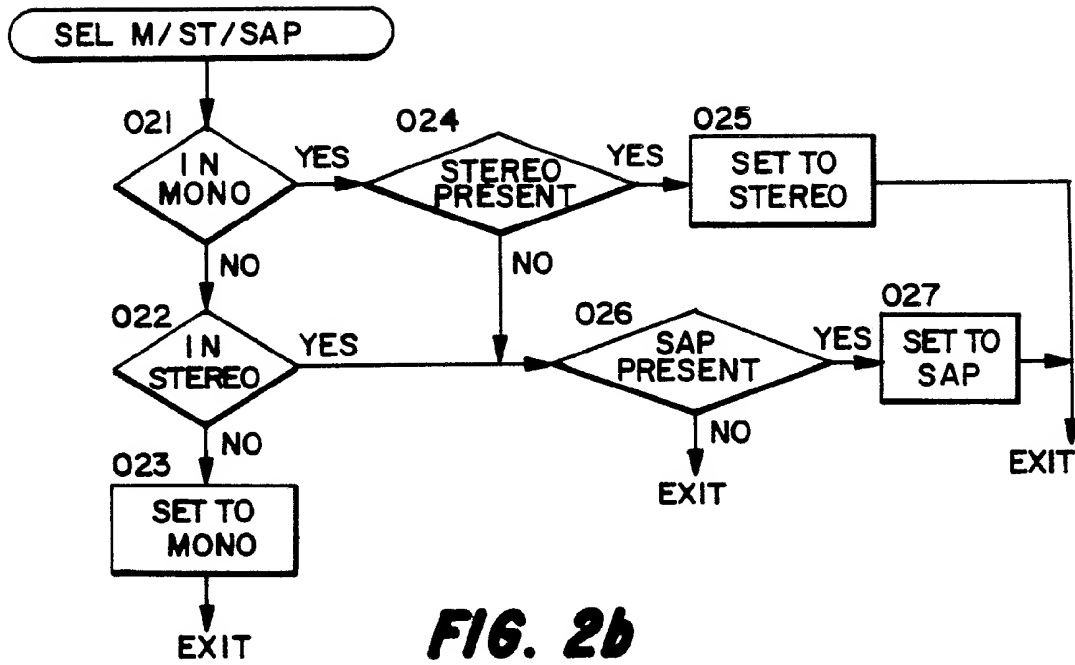 SEL M/ST/SAP
021
IN
MONO
YES
024
STEREO
PRESENT
YES
025
SET TO
STEREO
NO
NO
022
IN
STEREO
YES
026
SAP
PRESENT
YES
027
SET TO
SAP
NO
NO
EXIT
EXIT
023
SET TO
MONO
EXIT
FIG. 2b